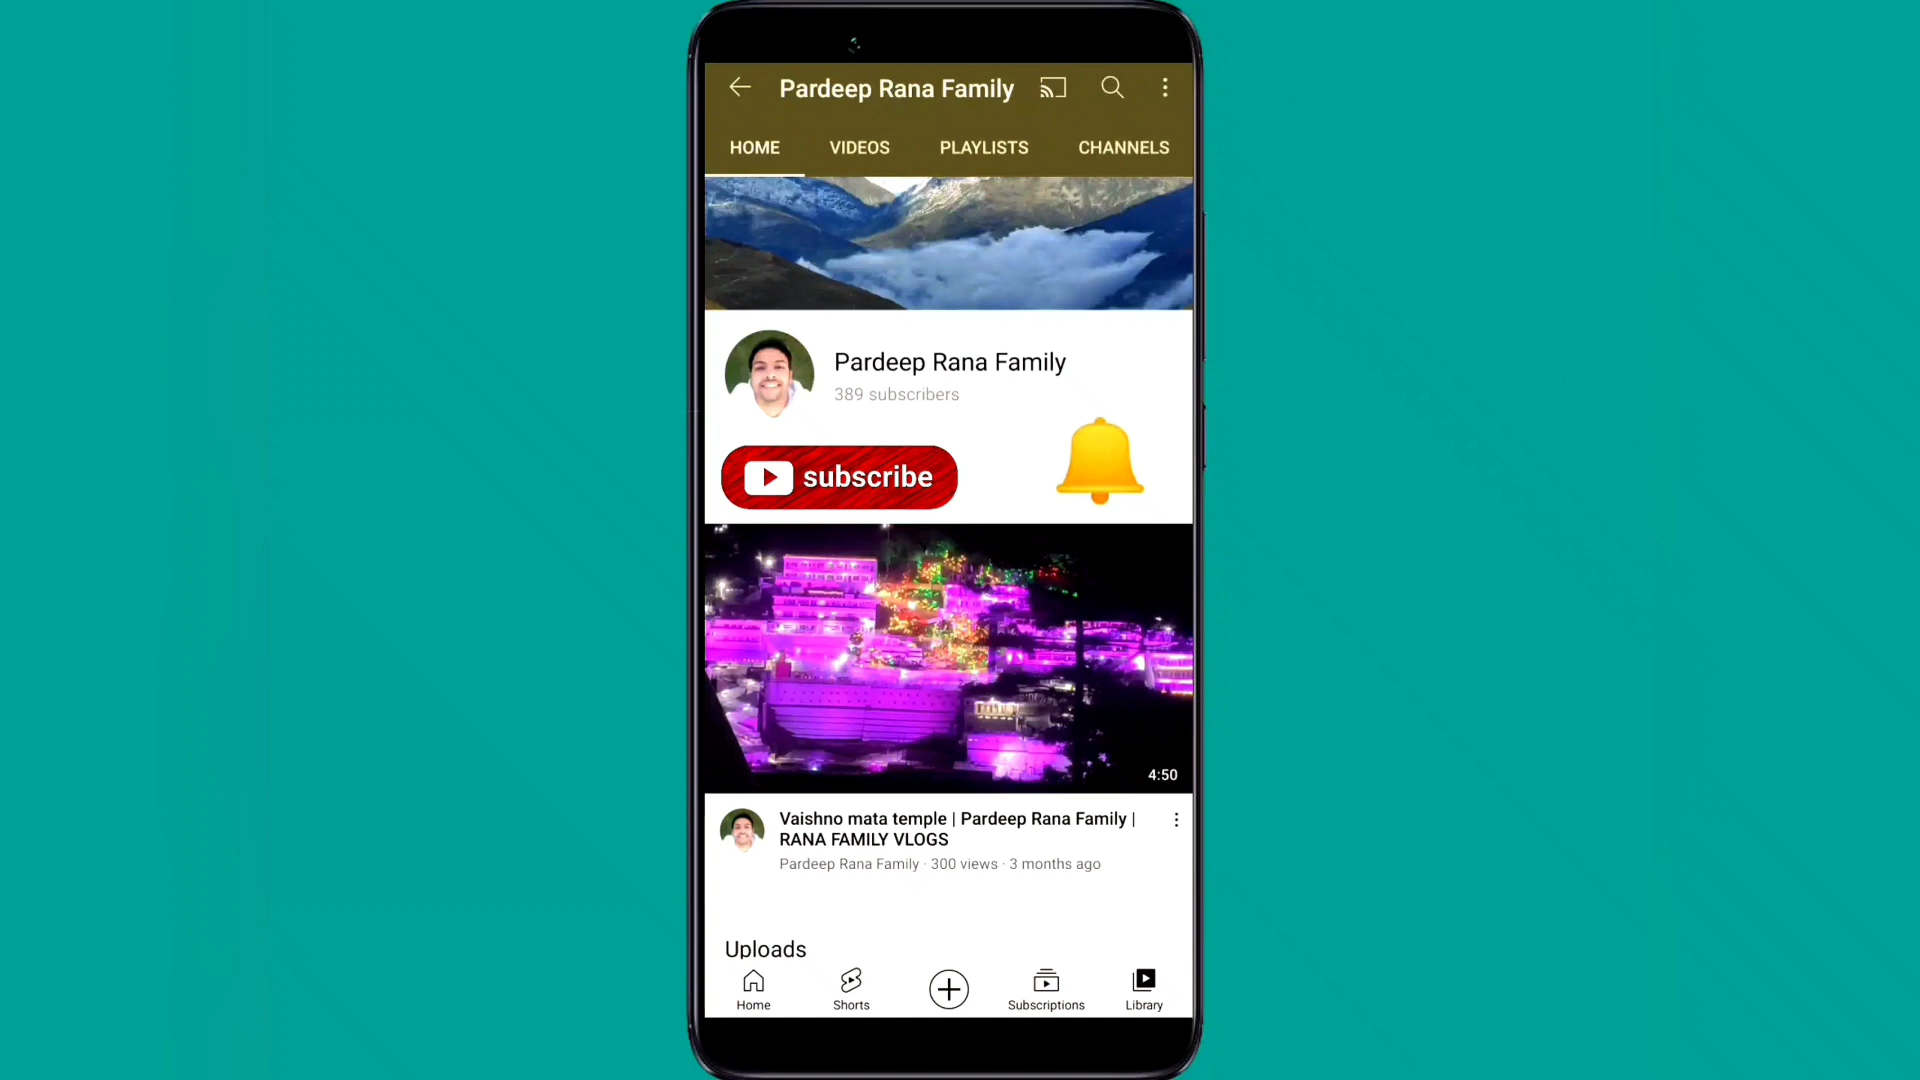 Pardeep Rana Family
HOME VIDEOS PLAYLISTS CHANNELS
Pardeep Rana Family
389 subscribers
subscribe
4:50
Vaishno mata temple | Pardeep Rana Family |
RANA FAMILY VLOGS
Pardeep Rana Family · 300 views · 3 months ago
Uploads
Home Shorts Subscriptions Library